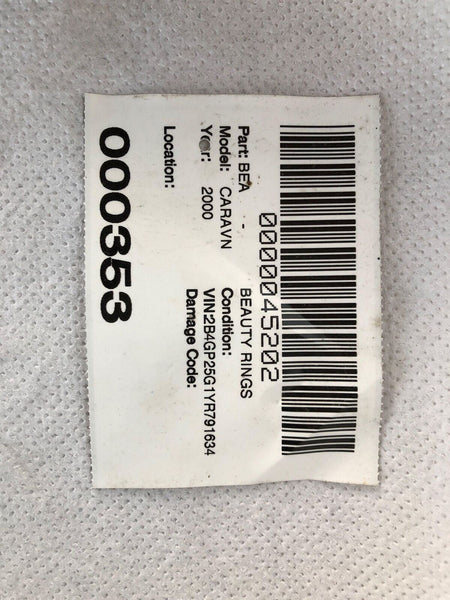 0000045202
Part: BEA - BEAUTY RINGS
Model: CARAVN Condition:
Year: 2000 VIN2B4GP25G1YR791634
Damage Code:
Location:
000353